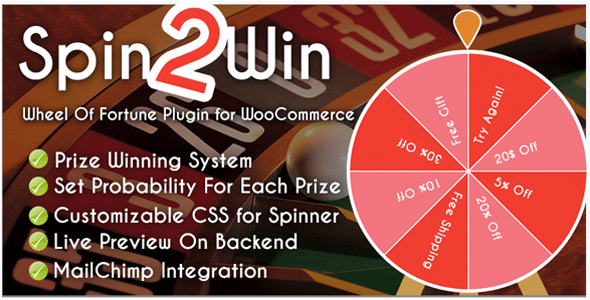 Spin2Win
Wheel Of Fortune Plugin for WooCommerce
Prize Winning System
Set Probability For Each Prize
Customizable CSS for Spinner
Live Preview On Backend
MailChimp Integration
Try Again!
20$ Off
5% Off
20% Off
Free Shipping
10% Off
30% Off
Free Gift
32